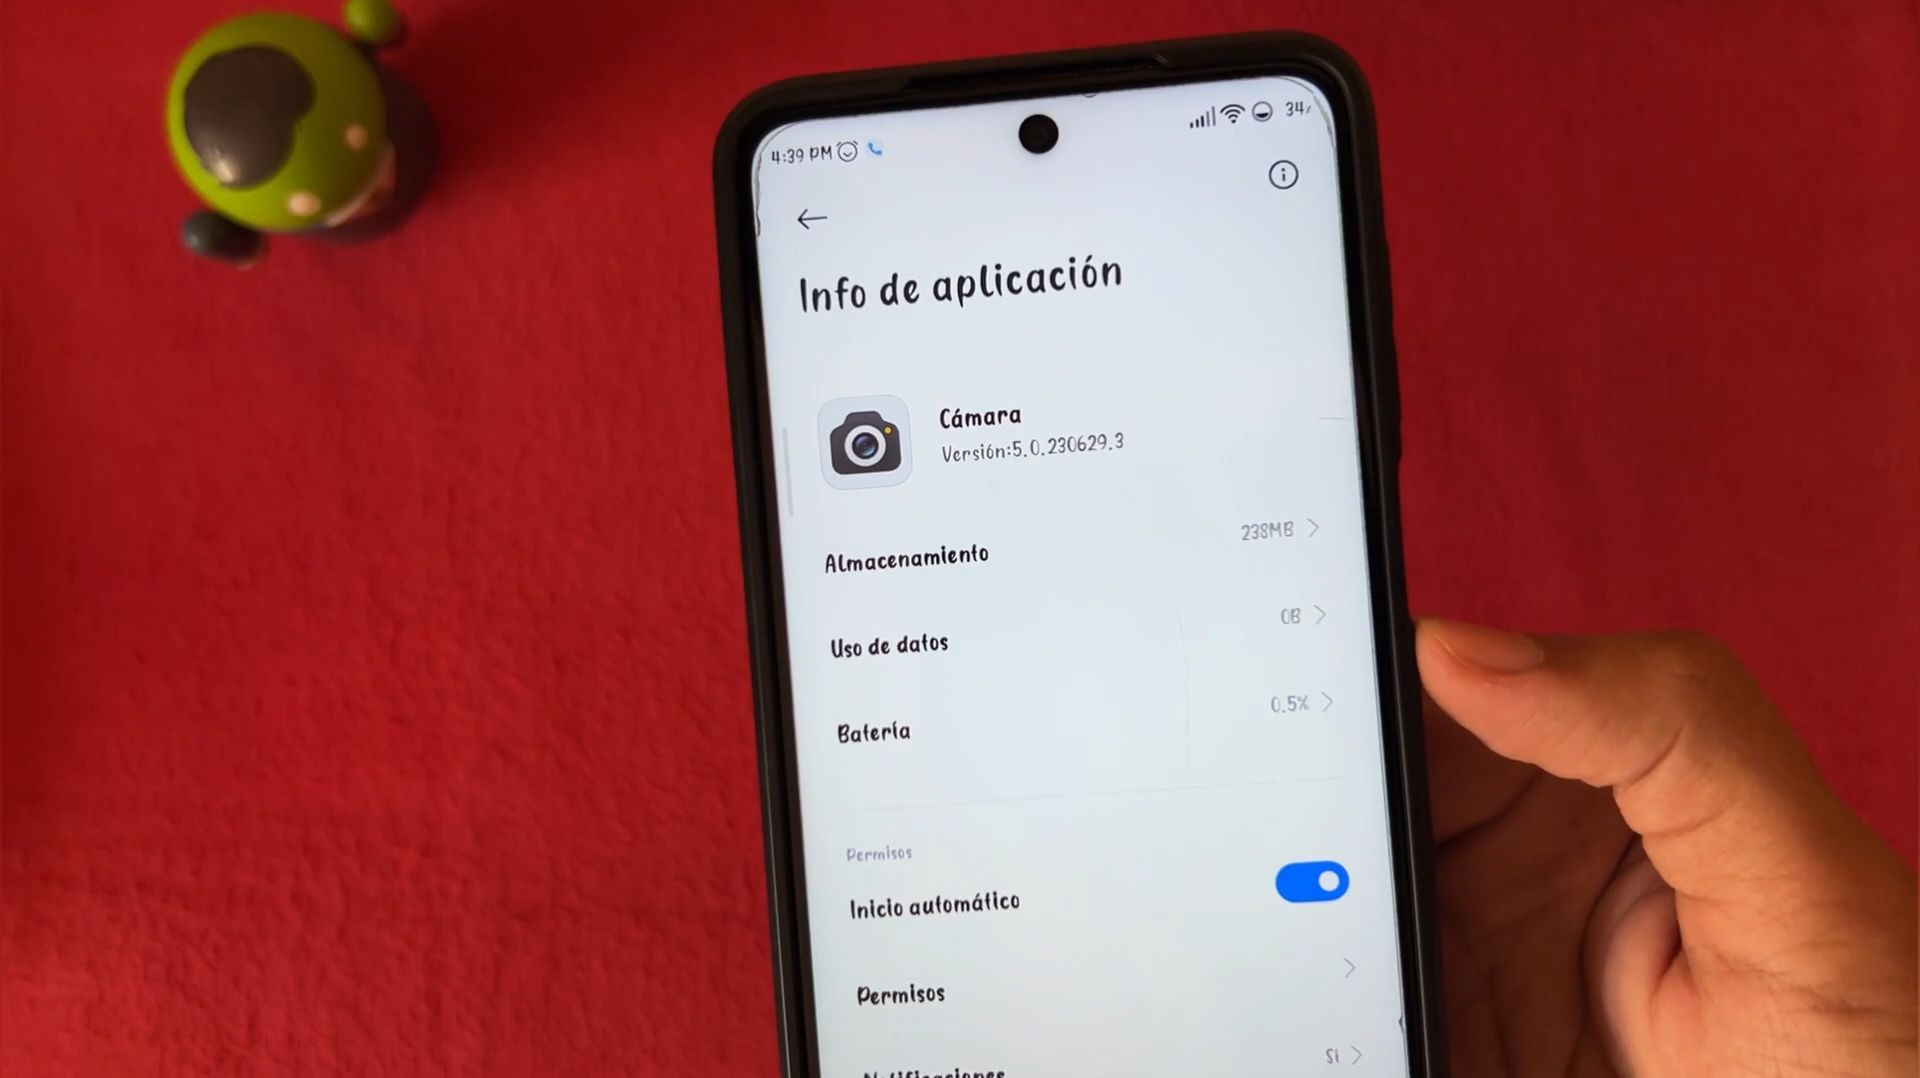 4:39 PM
34
Info de aplicación
Cámara
Versión:5.0.230629.3
Almacenamiento
238MB
Uso de datos
0B
Batería
0.5%
Permisos
Inicio automático
Permisos
Notificaciones
Sí